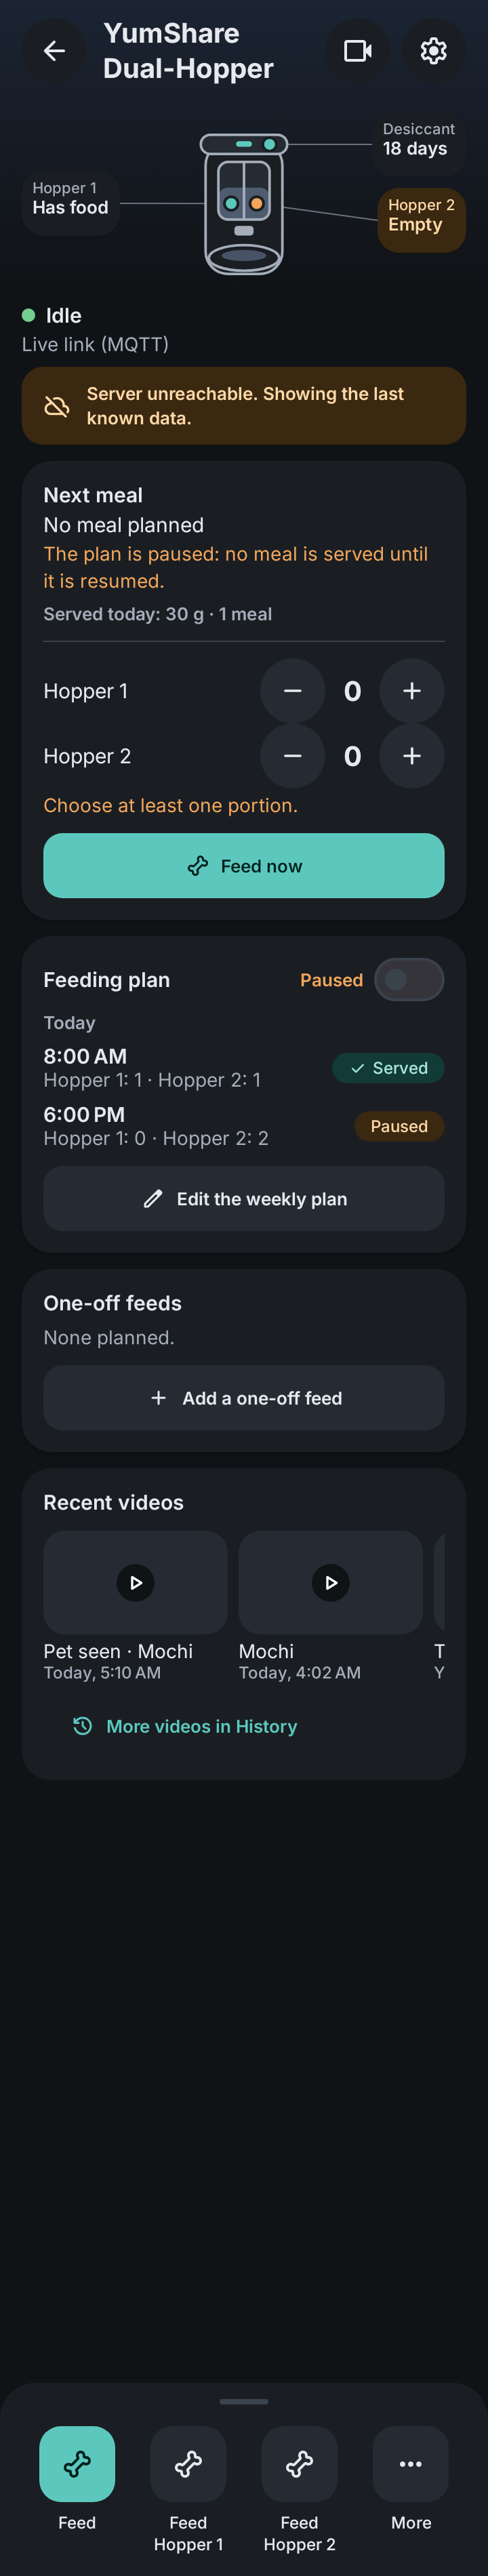 YumShare
Dual-Hopper
Desiccant
18 days
Hopper 1
Has food
Hopper 2
Empty
Idle
Live link (MQTT)
Server unreachable. Showing the last
known data.
Next meal
No meal planned
The plan is paused: no meal is served until
it is resumed.
Served today: 30 g · 1 meal
Hopper 1
0
Hopper 2
0
Choose at least one portion.
Feed now
Feeding plan
Paused
Today
8:00 AM
Hopper 1: 1 · Hopper 2: 1
Served
6:00 PM
Hopper 1: 0 · Hopper 2: 2
Paused
Edit the weekly plan
One-off feeds
None planned.
Add a one-off feed
Recent videos
Pet seen · Mochi
Today, 5:10 AM
Mochi
Today, 4:02 AM
T
Y
More videos in History
Feed
Feed
Hopper 1
Feed
Hopper 2
More